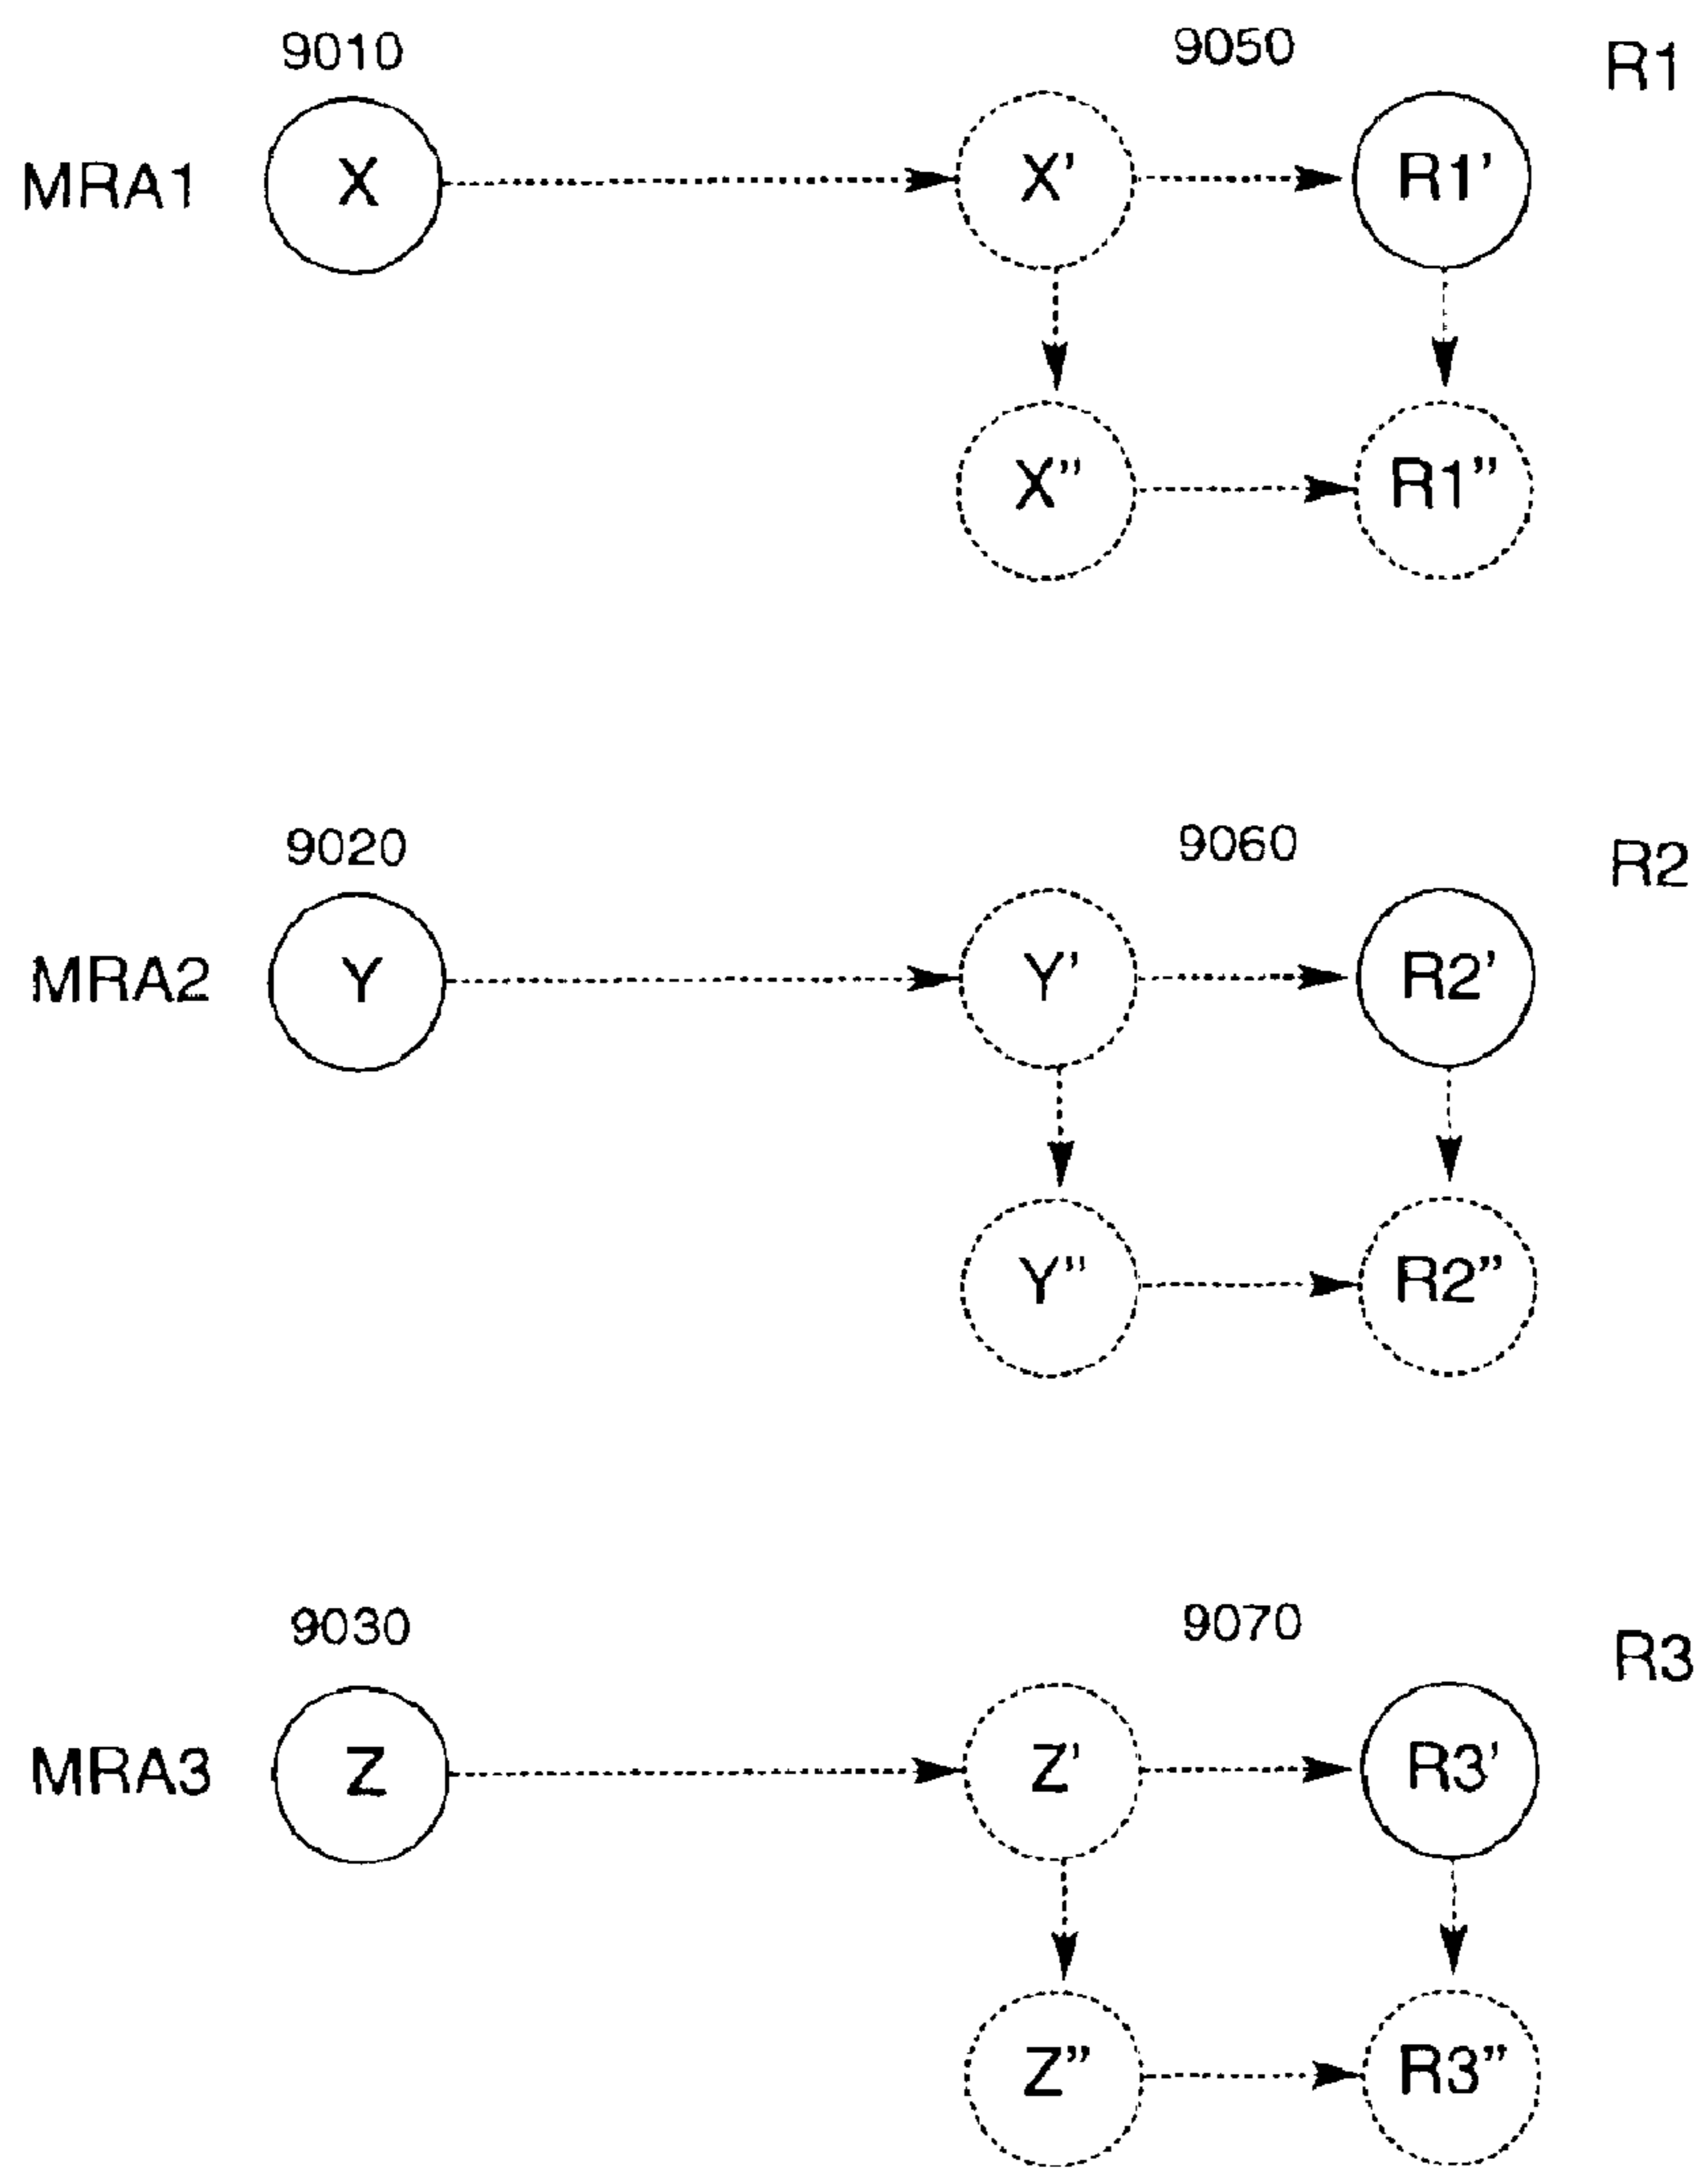 9010 9050 R1
MRA1 X X' R1'
X" R1"
9020 9060 R2
MRA2 Y Y' R2'
Y" R2"
9030 9070 R3
MRA3 Z Z' R3'
Z" R3"